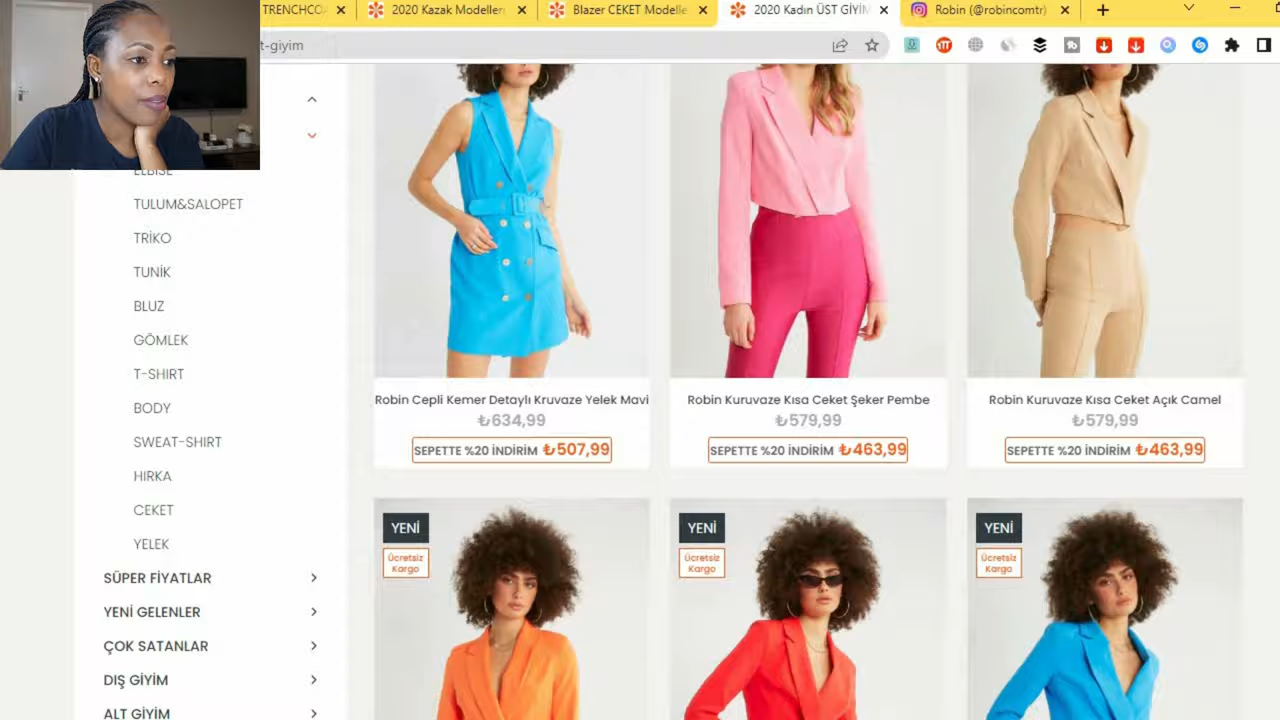 TRENCHCO
2020 Kazak Modeller
Blazer CEKET Modelle
2020 Kadın ÜST GİYİM
Robin (@robincomtr)
t-giyim
ELBİSE
TULUM&SALOPET
TRİKO
TUNİK
BLUZ
GÖMLEK
T-SHIRT
BODY
SWEAT-SHIRT
HIRKA
CEKET
YELEK
SÜPER FİYATLAR
YENİ GELENLER
ÇOK SATANLAR
DIŞ GİYİM
ALT GİYİM
Robin Cepli Kemer Detaylı Kruvaze Yelek Mavi
₺634,99
SEPETTE %20 İNDİRİM ₺507,99
Robin Kuruvaze Kısa Ceket Şeker Pembe
₺579,99
SEPETTE %20 İNDİRİM ₺463,99
Robin Kuruvaze Kısa Ceket Açık Camel
₺579,99
SEPETTE %20 İNDİRİM ₺463,99
YENİ
Ücretsiz
Kargo
YENİ
Ücretsiz
Kargo
YENİ
Ücretsiz
Kargo